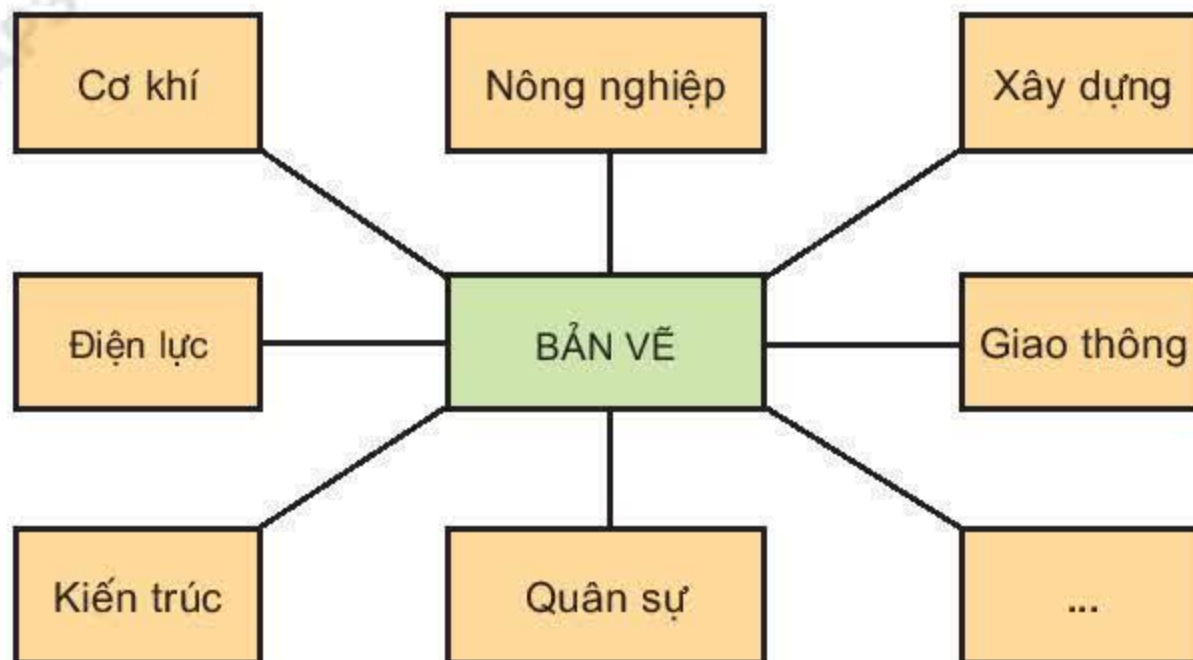 Cơ khí
Nông nghiệp
Xây dựng
Điện lực
BẢN VẼ
Giao thông
Kiến trúc
Quân sự
...